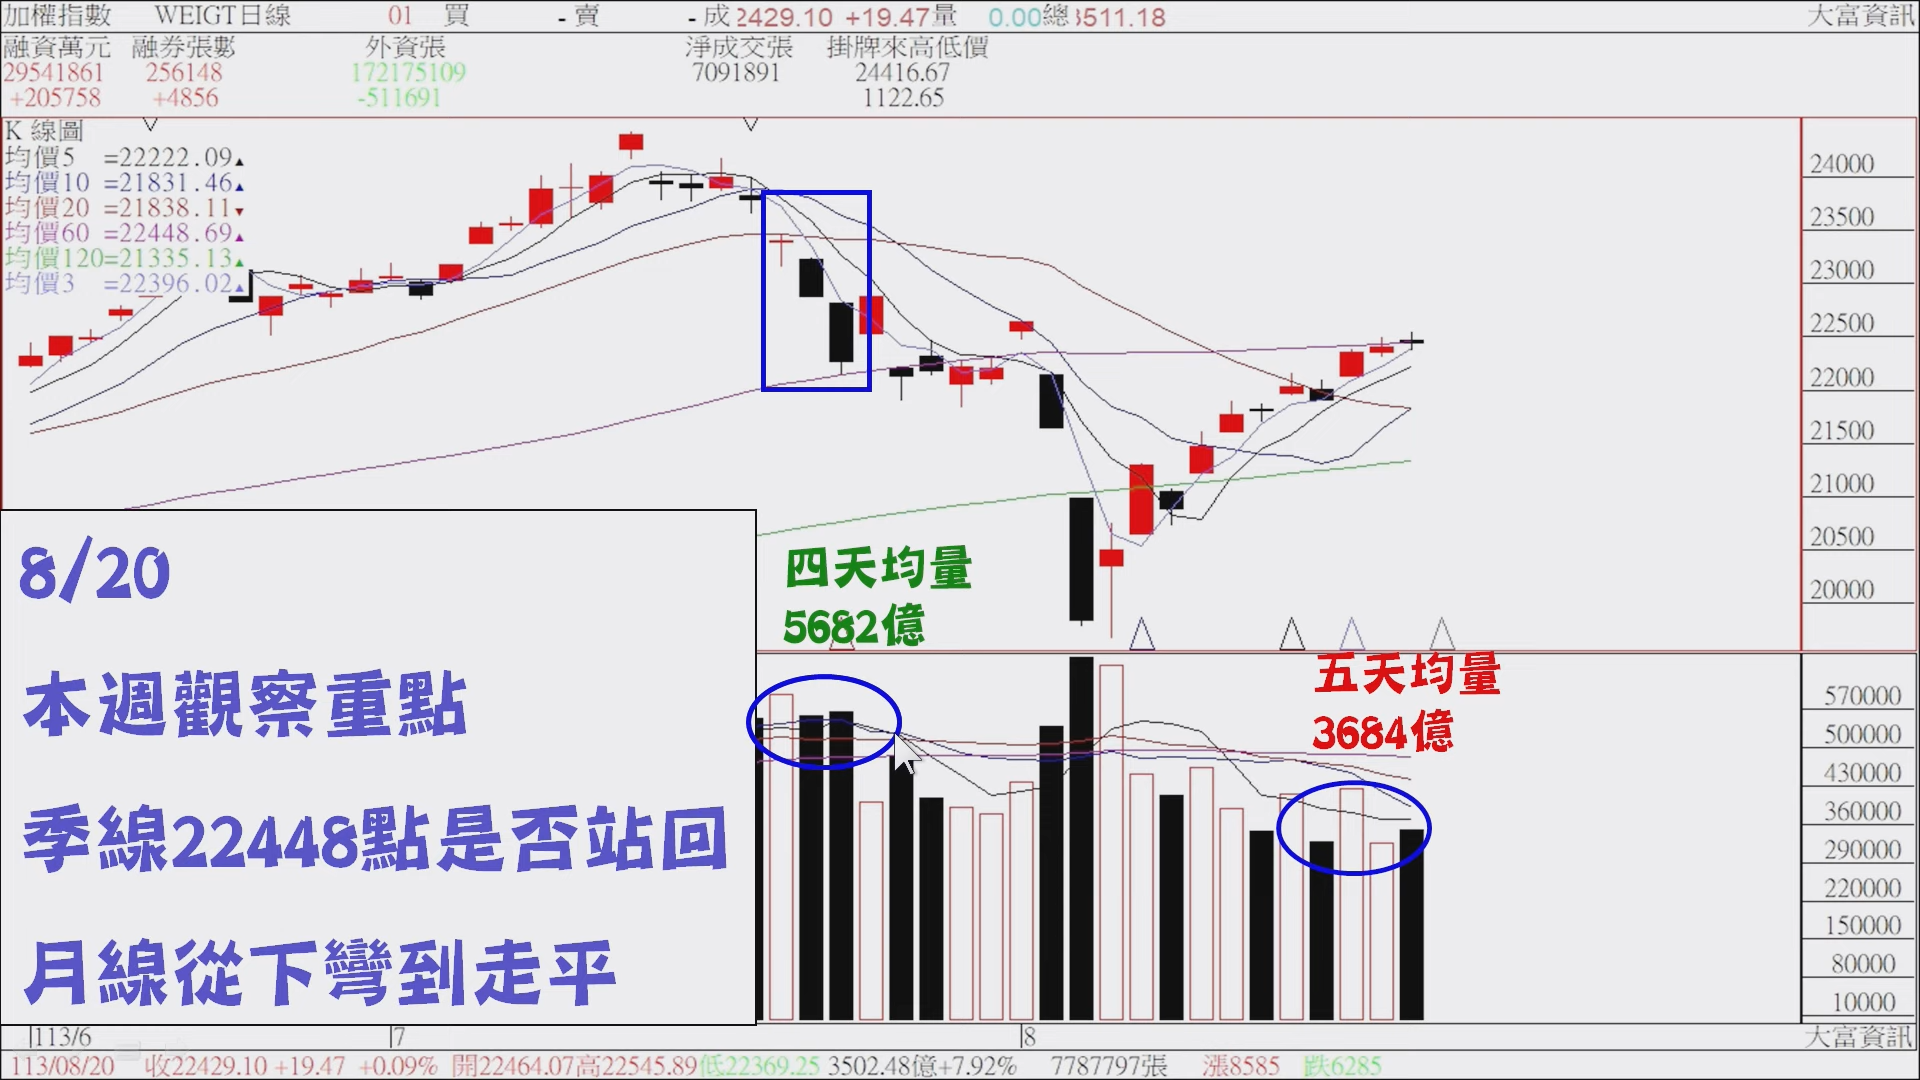 加權指數 WEIGT日線 01 買 - 賣 - 成 2429.10 +19.47量 0.00總 3511.18 大富資訊
融資萬元 融券張數 外資張 淨成交張 掛牌來高低價
29541861 256148 172175109 7091891 24416.67
+205758 +4856 -511691 1122.65
K 線圖
均價5 =22222.09▲
均價10 =21831.46▲
均價20 =21838.11▼
均價60 =22448.69▲
均價120=21335.13▲
均價3 =22396.02▲
24000
23500
23000
22500
22000
21500
21000
20500
20000
8/20
本週觀察重點
季線22448點是否站回
月線從下彎到走平
四天均量
5682億
五天均量
3684億
570000
500000
430000
360000
290000
220000
150000
80000
10000
113/6 7 8 大富資訊
113/08/20 收22429.10 +19.47 +0.09% 開22464.07高22545.89低22369.25 3502.48億+7.92% 7787797張 漲8585 跌6285